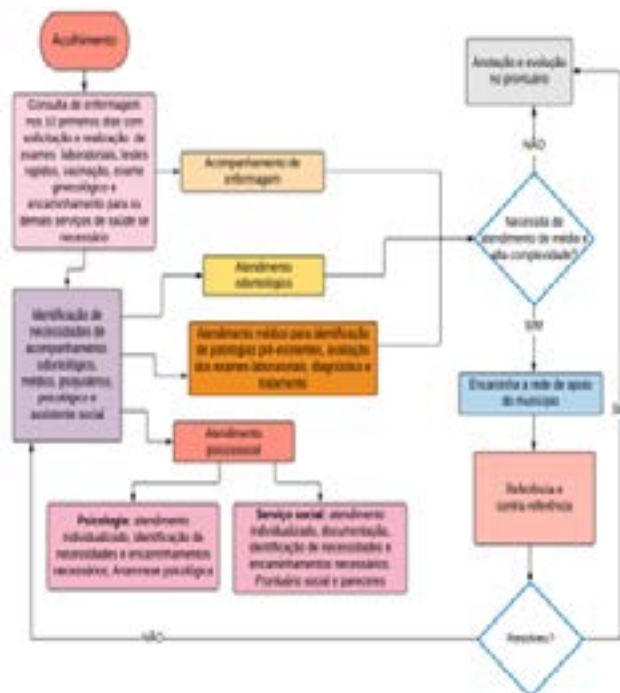 Acolhimento
Consulta de enfermagem
nos 10 primeiros dias com
solicitação e realização de
exames laboratoriais, testes
rápidos, vacinação, exame
ginecológico e
encaminhamento para os
demais serviços de saúde se
necessário
Acompanhamento de
enfermagem
Anotação e evolução
no prontuário
NÃO
Necessita de
atendimento de média e
alta complexidade?
SIM
Encaminha a rede de apoio
do município
Referência e
contra referência
Resolveu?
NÃO
Identificação de
necessidades de
acompanhamento
odontológico,
médico, psiquiátrico,
psicológico e
assistente social
Atendimento
odontológico
Atendimento médico para identificação
de patologias pré-existentes, avaliação
dos exames laboratoriais, diagnóstico e
tratamento
Atendimento
psicossocial
Psicologia: atendimento
individualizado, identificação de
necessidades e encaminhamentos
necessários. Anamnese psicológica
Serviço social: atendimento
individualizado, documentação,
identificação de necessidades e
encaminhamentos necessários.
Prontuário social e pareceres